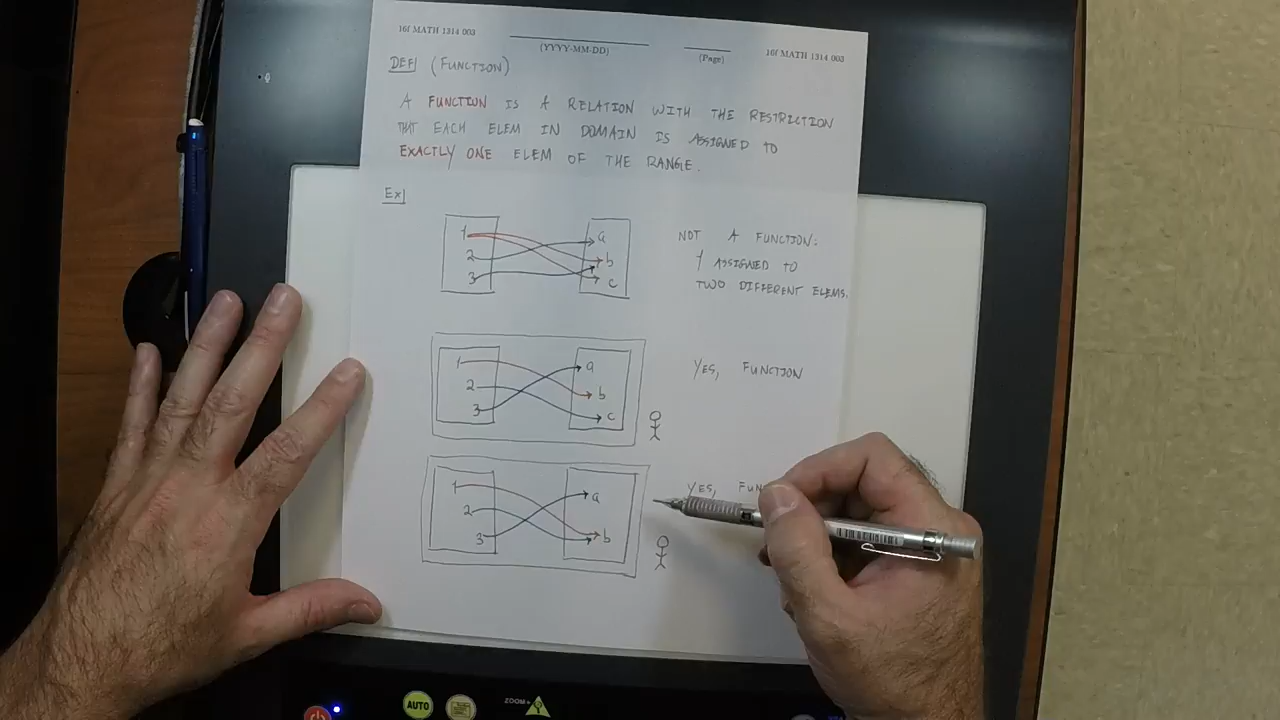 16f MATH 1314 003
(YYYY-MM-DD)
(Page)
16f MATH 1314 003
DEF (FUNCTION)
A FUNCTION IS A RELATION WITH THE RESTRICTION
THAT EACH ELEM IN DOMAIN IS ASSIGNED TO
EXACTLY ONE ELEM OF THE RANGE.
Ex
1 a
2 b
3 c
NOT A FUNCTION:
1 ASSIGNED TO
TWO DIFFERENT ELEMS.
1 a
2 b
3 c
YES, FUNCTION
1 a
2 b
3
YES,
AUTO
ZOOM